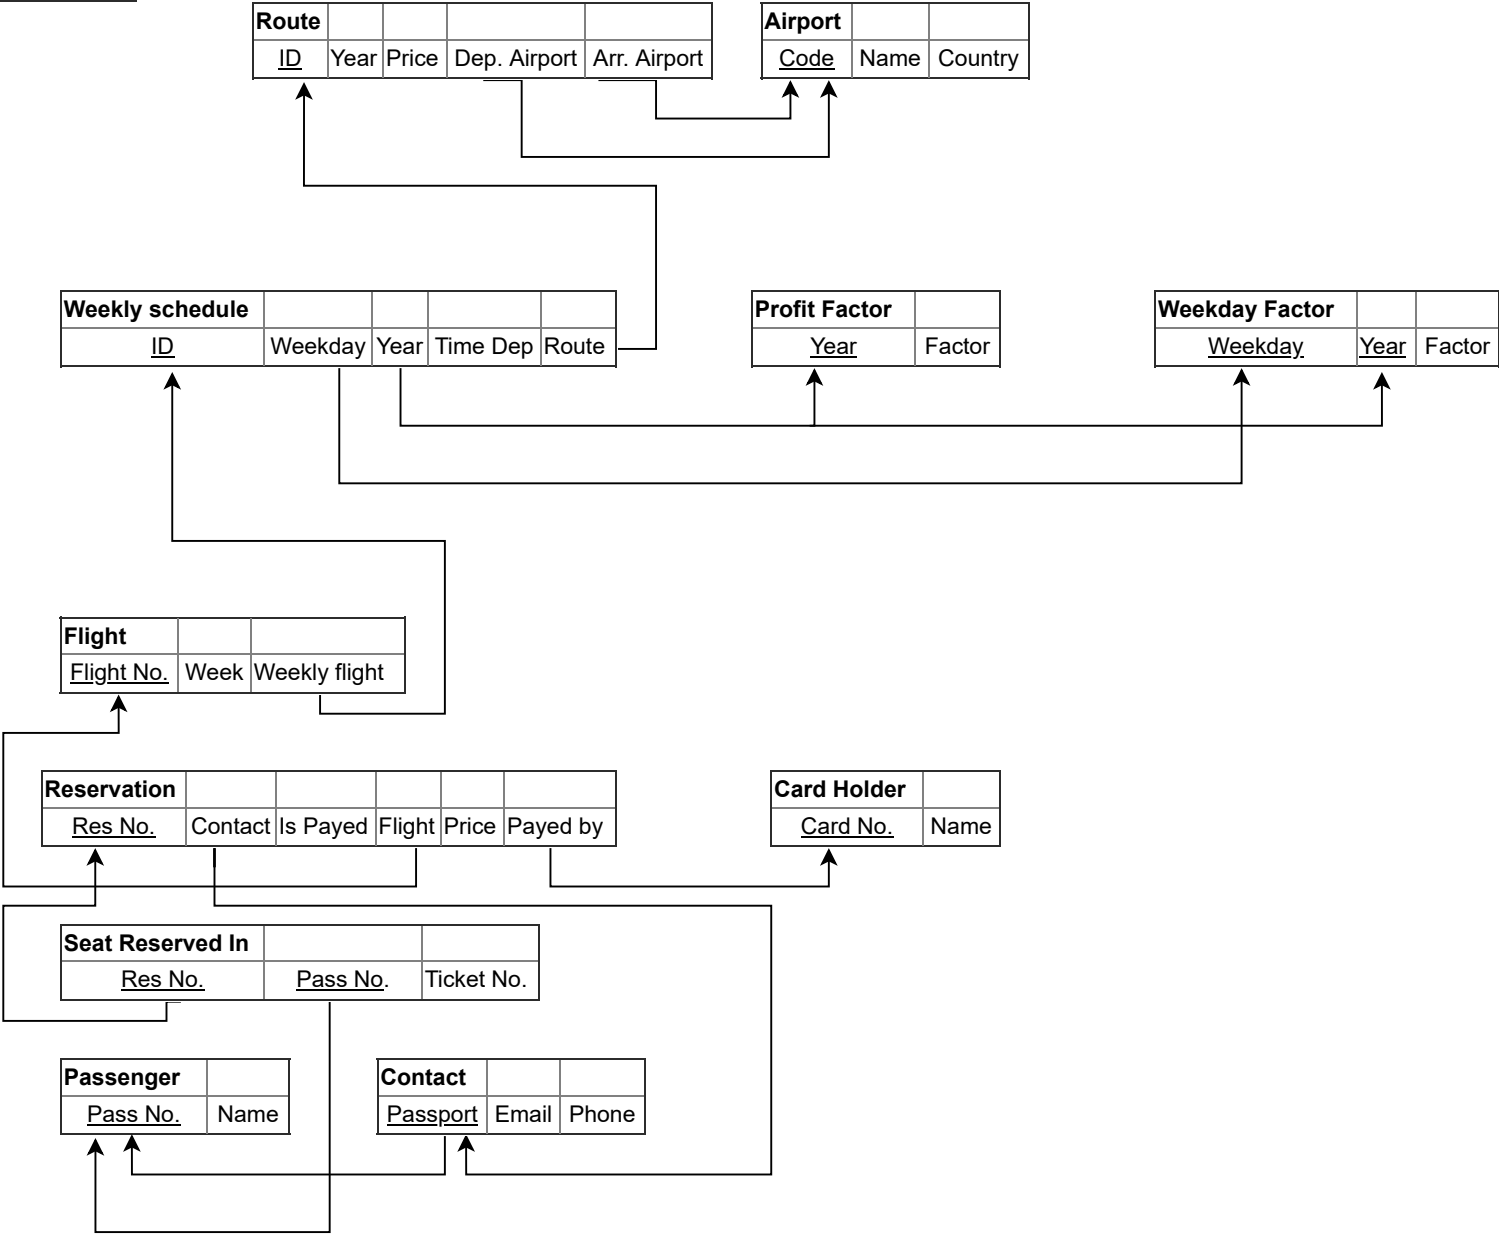 Route
ID Year Price Dep. Airport Arr. Airport
Airport
Code Name Country
Weekly schedule
ID Weekday Year Time Dep Route
Profit Factor
Year Factor
Weekday Factor
Weekday Year Factor
Flight
Flight No. Week Weekly flight
Reservation
Res No. Contact Is Payed Flight Price Payed by
Card Holder
Card No. Name
Seat Reserved In
Res No. Pass No. Ticket No.
Passenger
Pass No. Name
Contact
Passport Email Phone